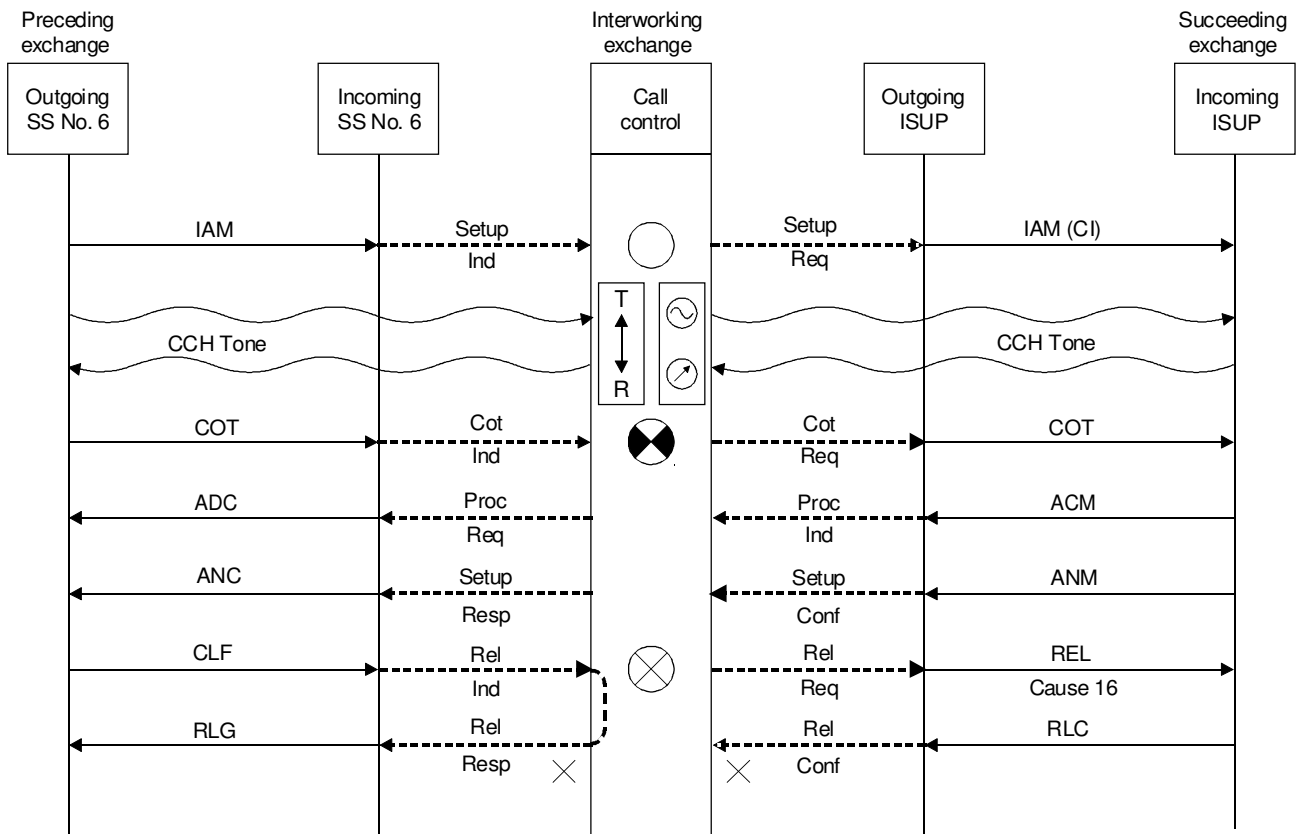 Preceding
exchange
Interworking
exchange
Succeeding
exchange
Outgoing
SS No. 6
Incoming
SS No. 6
Call
control
Outgoing
ISUP
Incoming
ISUP
IAM
Setup
Ind
Setup
Req
IAM (CI)
T
R
CCH Tone
CCH Tone
COT
Cot
Ind
Cot
Req
COT
ADC
Proc
Req
Proc
Ind
ACM
ANC
Setup
Resp
Setup
Conf
ANM
CLF
Rel
Ind
Rel
Req
REL
Cause 16
RLG
Rel
Resp
Rel
Conf
RLC